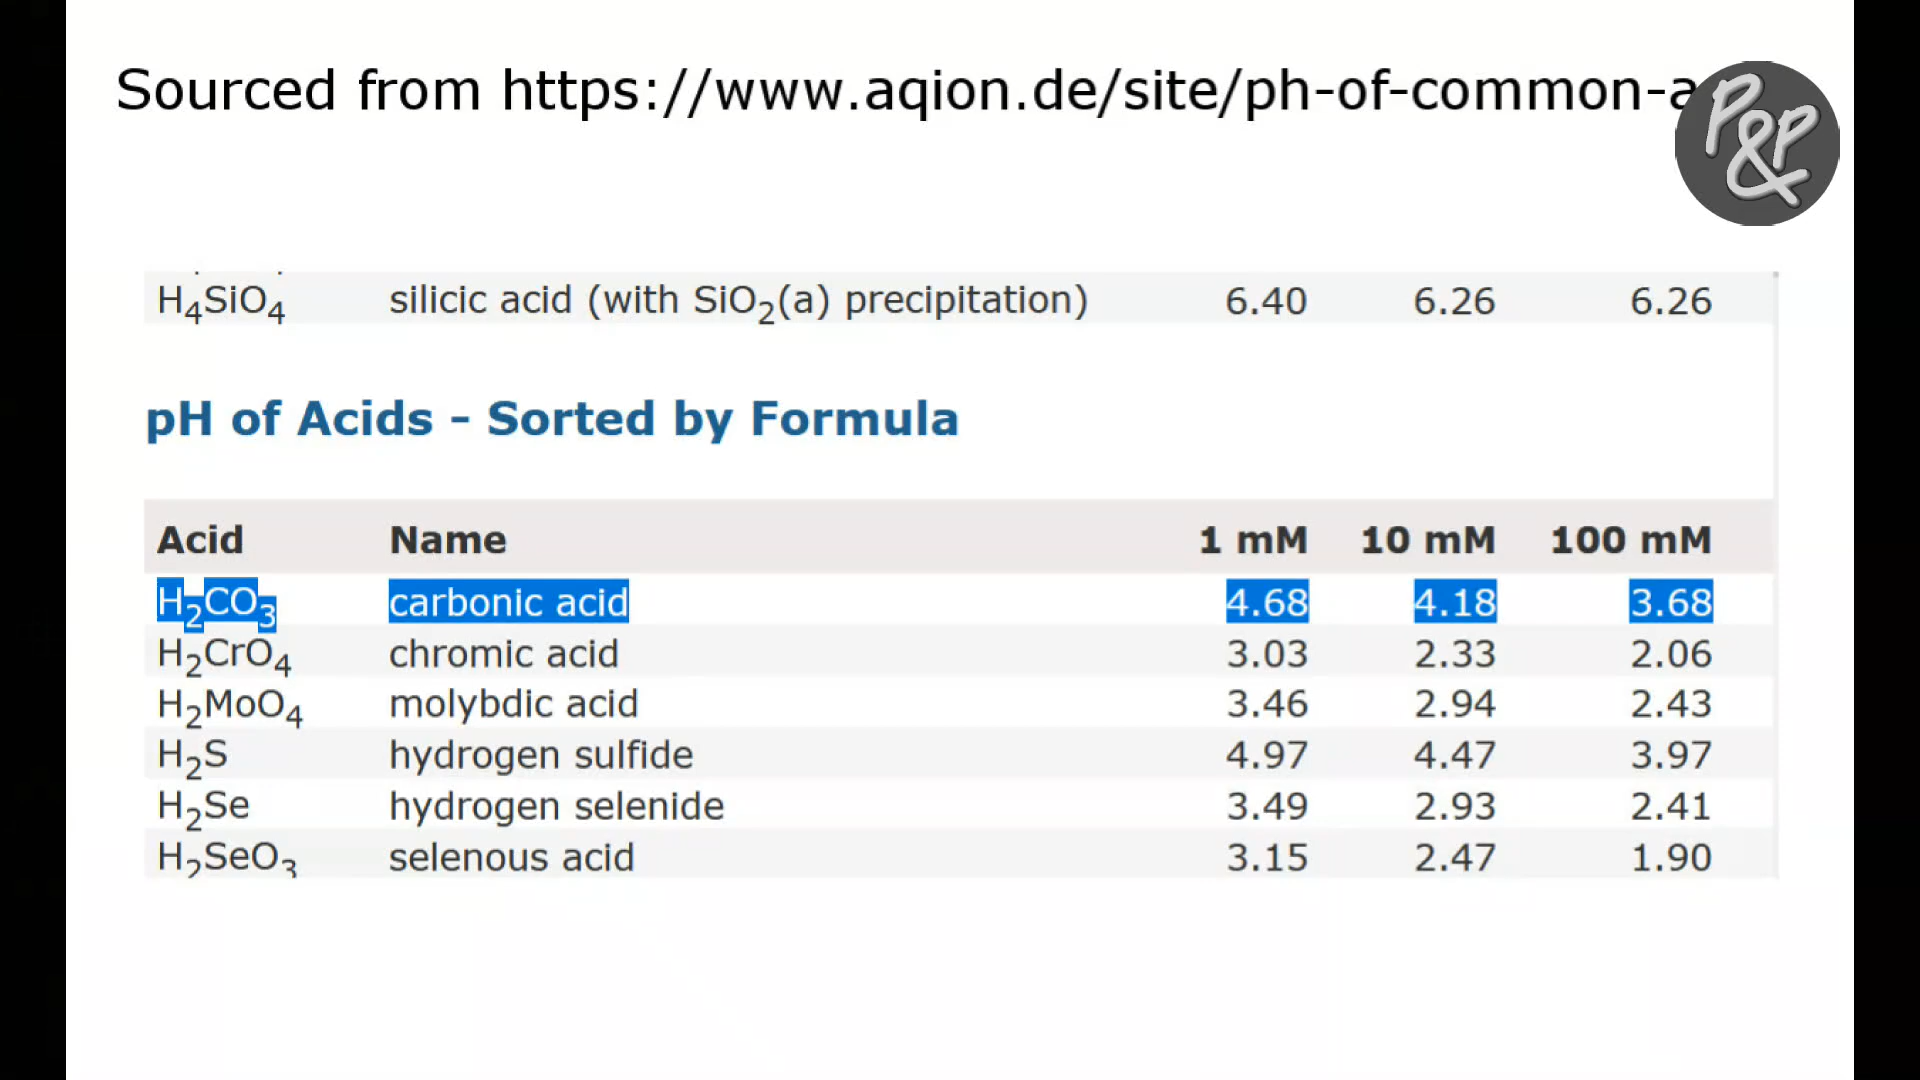 Sourced from https://www.aqion.de/site/ph-of-common-a
P&P
H₄SiO₄ silicic acid (with SiO₂(a) precipitation) 6.40 6.26 6.26
pH of Acids - Sorted by Formula
Acid Name 1 mM 10 mM 100 mM
H₂CO₃ carbonic acid 4.68 4.18 3.68
H₂CrO₄ chromic acid 3.03 2.33 2.06
H₂MoO₄ molybdic acid 3.46 2.94 2.43
H₂S hydrogen sulfide 4.97 4.47 3.97
H₂Se hydrogen selenide 3.49 2.93 2.41
H₂SeO₃ selenous acid 3.15 2.47 1.90